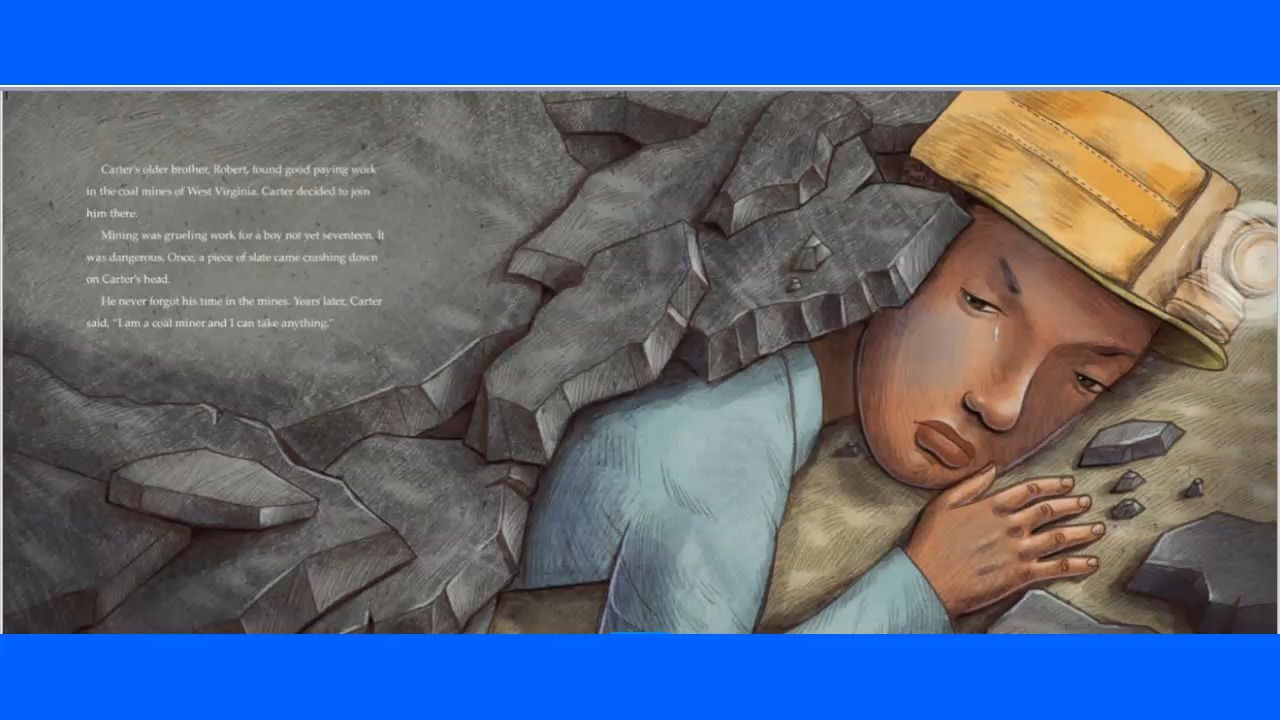 Carter's older brother, Robert, found good paying work
in the coal mines of West Virginia. Carter decided to join
him there.
Mining was grueling work for a boy not yet seventeen. It
was dangerous. Once, a piece of slate came crashing down
on Carter's head.
He never forgot his time in the mines. Years later, Carter
said, "I am a coal miner and I can take anything."